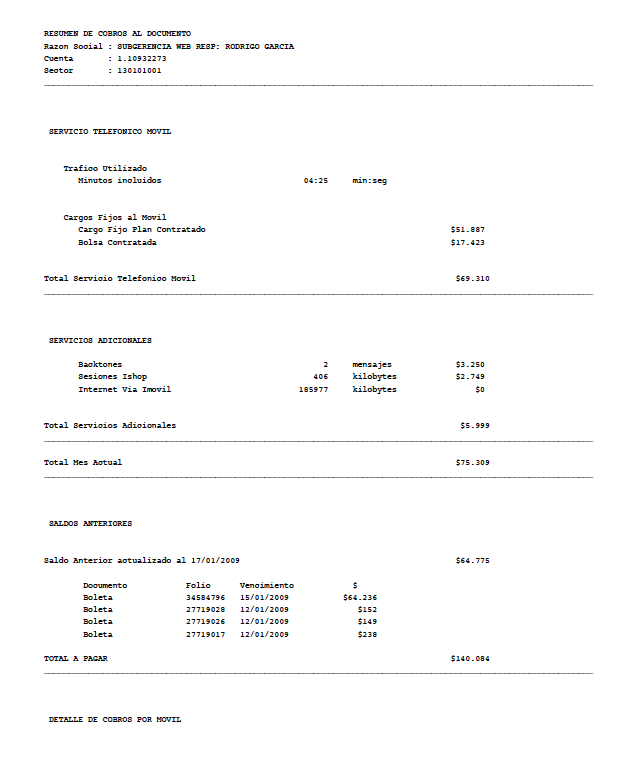 RESUMEN DE COBROS AL DOCUMENTO
Razon Social : SUBGERENCIA WEB RESP: RODRIGO GARCIA
Cuenta : 1.10932273
Sector : 130101001
SERVICIO TELEFONICO MOVIL
Trafico Utilizado
Minutos incluidos 04:25 min:seg
Cargos Fijos al Movil
Cargo Fijo Plan Contratado $51.887
Bolsa Contratada $17.423
Total Servicio Telefonico Movil $69.310
SERVICIOS ADICIONALES
Backtones 2 mensajes $3.250
Sesiones Ishop 406 kilobytes $2.749
Internet Via Imovil 185977 kilobytes $0
Total Servicios Adicionales $5.999
Total Mes Actual $75.309
SALDOS ANTERIORES
Saldo Anterior actualizado al 17/01/2009 $64.775
Documento Folio Vencimiento $
Boleta 34584796 15/01/2009 $64.236
Boleta 27719028 12/01/2009 $152
Boleta 27719026 12/01/2009 $149
Boleta 27719017 12/01/2009 $238
TOTAL A PAGAR $140.084
DETALLE DE COBROS POR MOVIL